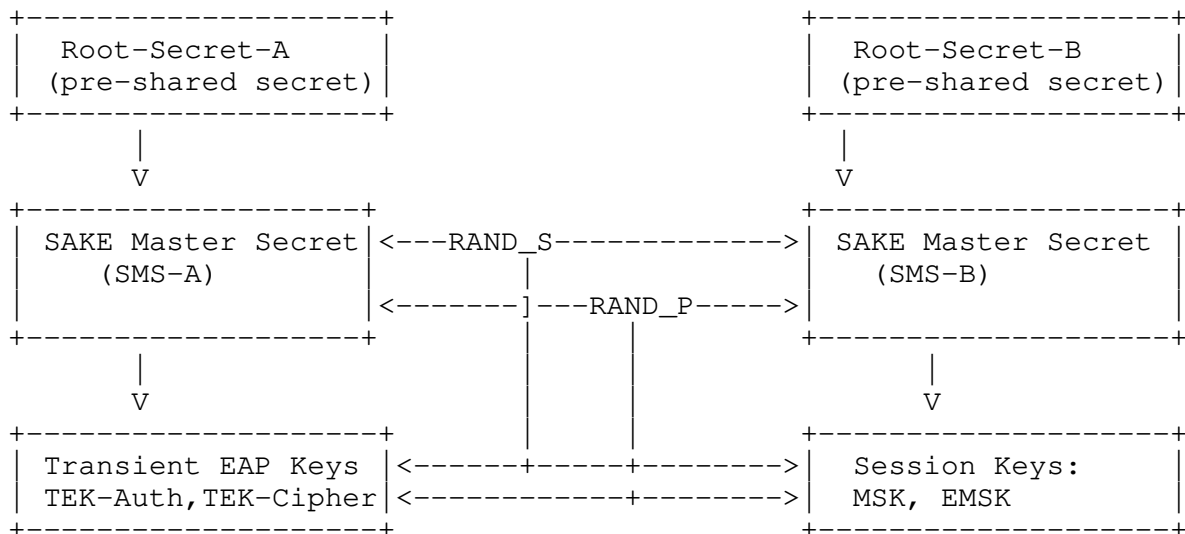 +--------------------+                        +--------------------+
|  Root-Secret-A     |                        |  Root-Secret-B     |
| (pre-shared secret)|                        | (pre-shared secret)|
+--------------------+                        +--------------------+
       |                                        |
       V                                        V
+-------------------+                         +--------------------+
| SAKE Master Secret|<---RAND_S-------------->| SAKE Master Secret |
|    (SMS-A)        |        |                |   (SMS-B)          |
|                   |<-------]---RAND_P------>|                    |
+-------------------+        |     |          +--------------------+
       |                     |     |                 |
       V                     |     |                 V
+--------------------+       |     |          +--------------------+
| Transient EAP Keys |<------+-----+--------->|  Session Keys:     |
| TEK-Auth,TEK-Cipher|<------------+--------->|  MSK, EMSK         |
+--------------------+                        +--------------------+